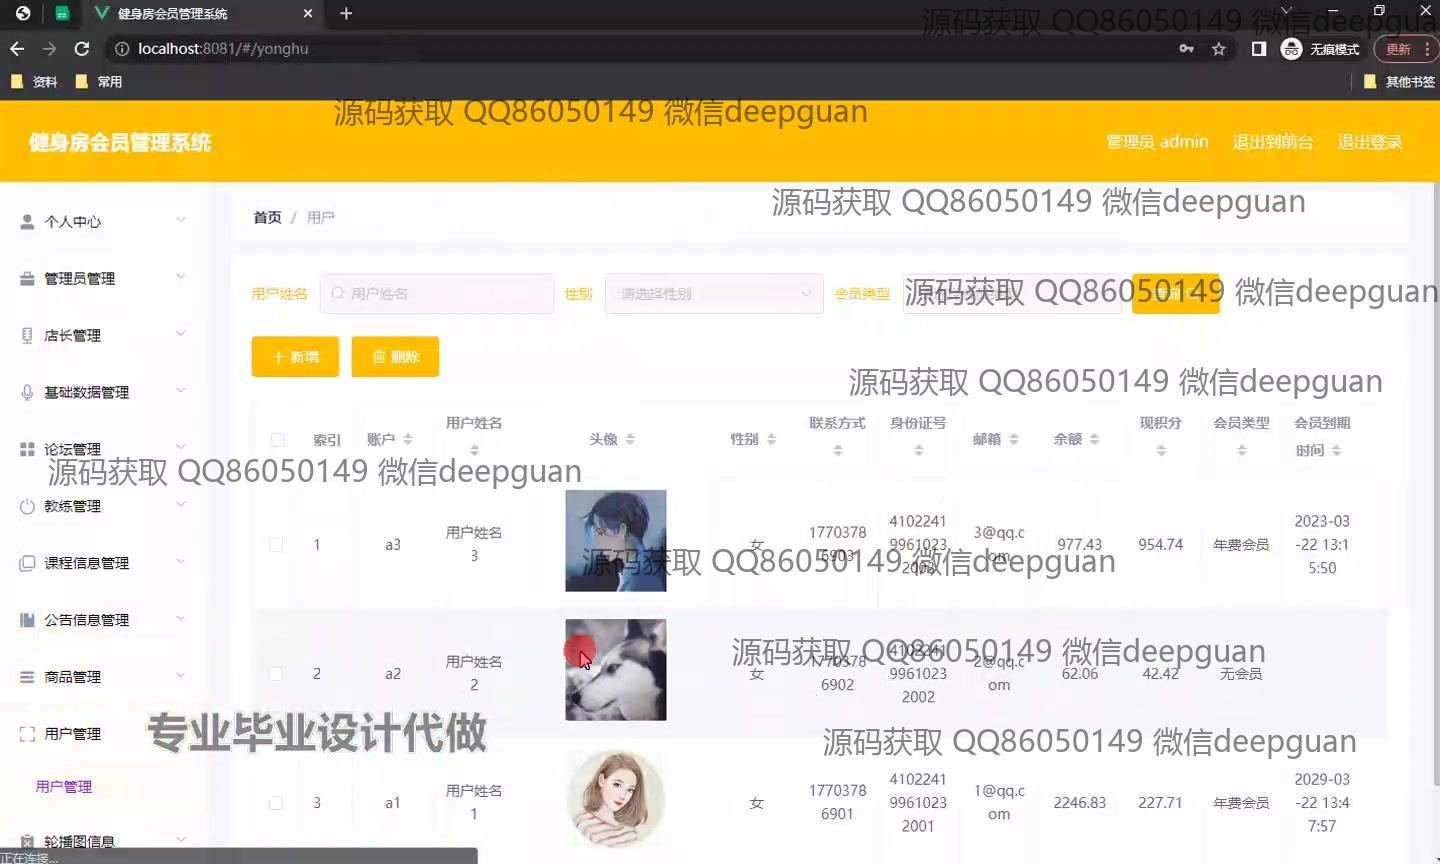 健身房会员管理系统
源码获取 QQ86050149 微信deepgua
localhost:8081/#/yonghu
无痕模式
更新
资料
常用
其他书签
源码获取 QQ86050149 微信deepguan
健身房会员管理系统
管理员 admin
退出到前台
退出登录
源码获取 QQ86050149 微信deepguan
个人中心
管理员管理
店长管理
基础数据管理
论坛管理
教练管理
课程信息管理
公告信息管理
商品管理
用户管理
用户管理
轮播图信息
首页 / 用户
用户姓名
用户姓名
性别
请选择性别
会员类型
源码获取 QQ86050149 微信deepguan
新增
删除
源码获取 QQ86050149 微信deepguan
索引 账户 用户姓名 头像 性别 联系方式 身份证号 邮箱 余额 现积分 会员类型 会员到期时间
源码获取 QQ86050149 微信deepguan
1 a3 用户姓名3 女 17703786903 410224199610232003 3@qq.com 977.43 954.74 年费会员 2023-03-22 13:15:50
源码获取 QQ86050149 微信deepguan
2 a2 用户姓名2 女 17703786902 410224199610232002 2@qq.com 62.06 42.42 无会员
源码获取 QQ86050149 微信deepguan
专业毕业设计代做
源码获取 QQ86050149 微信deepguan
3 a1 用户姓名1 女 17703786901 410224199610232001 1@qq.com 2246.83 227.71 年费会员 2029-03-22 13:47:57
正在连接...